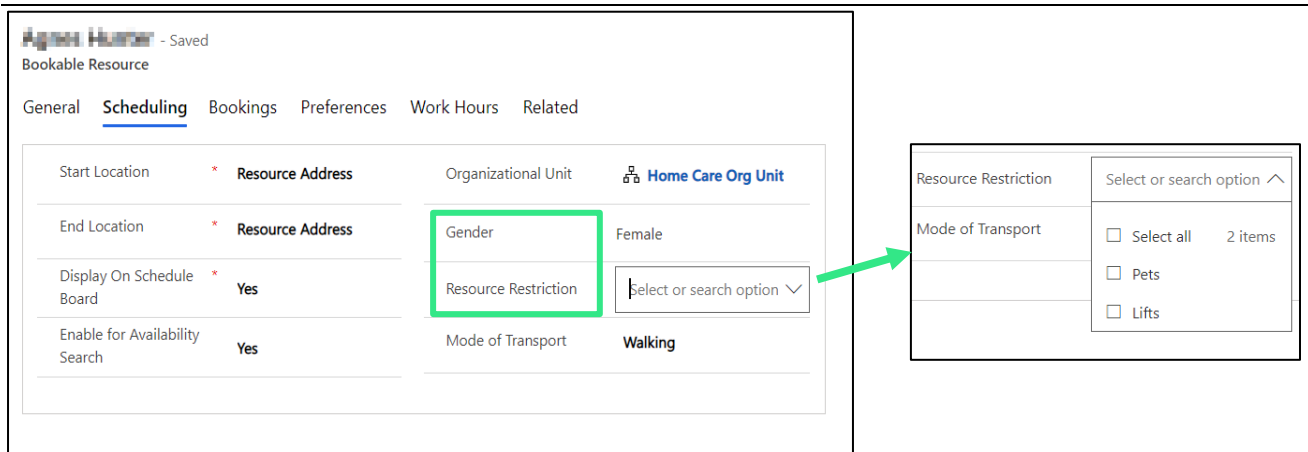 - Saved
Bookable Resource
General Scheduling Bookings Preferences Work Hours Related
Start Location * Resource Address
End Location * Resource Address
Display On Schedule * Yes
Board
Enable for Availability Yes
Search
Organizational Unit Home Care Org Unit
Gender Female
Resource Restriction Select or search option
Mode of Transport Walking
Resource Restriction Select or search option
Mode of Transport
Select all 2 items
Pets
Lifts